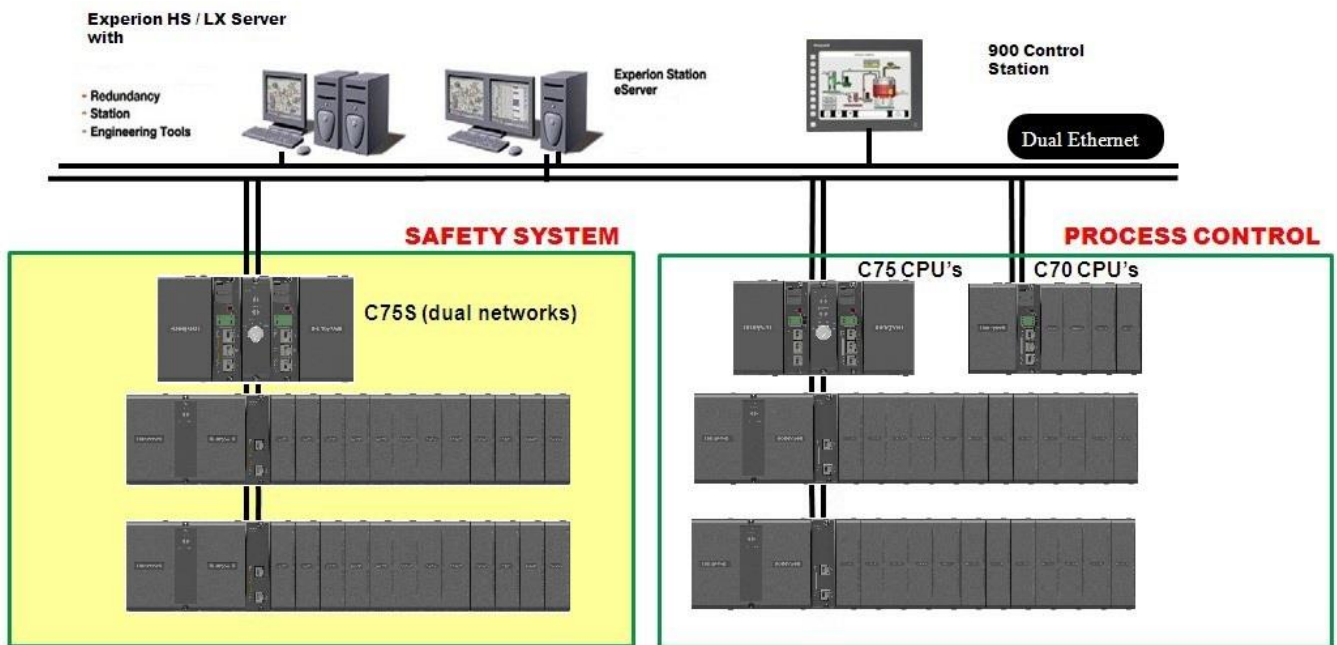 Experion HS / LX Server
with
- Redundancy
- Station
- Engineering Tools
Experion Station
eServer
900 Control
Station
Dual Ethernet
SAFETY SYSTEM
PROCESS CONTROL
C75S (dual networks)
C75 CPU's
C70 CPU's